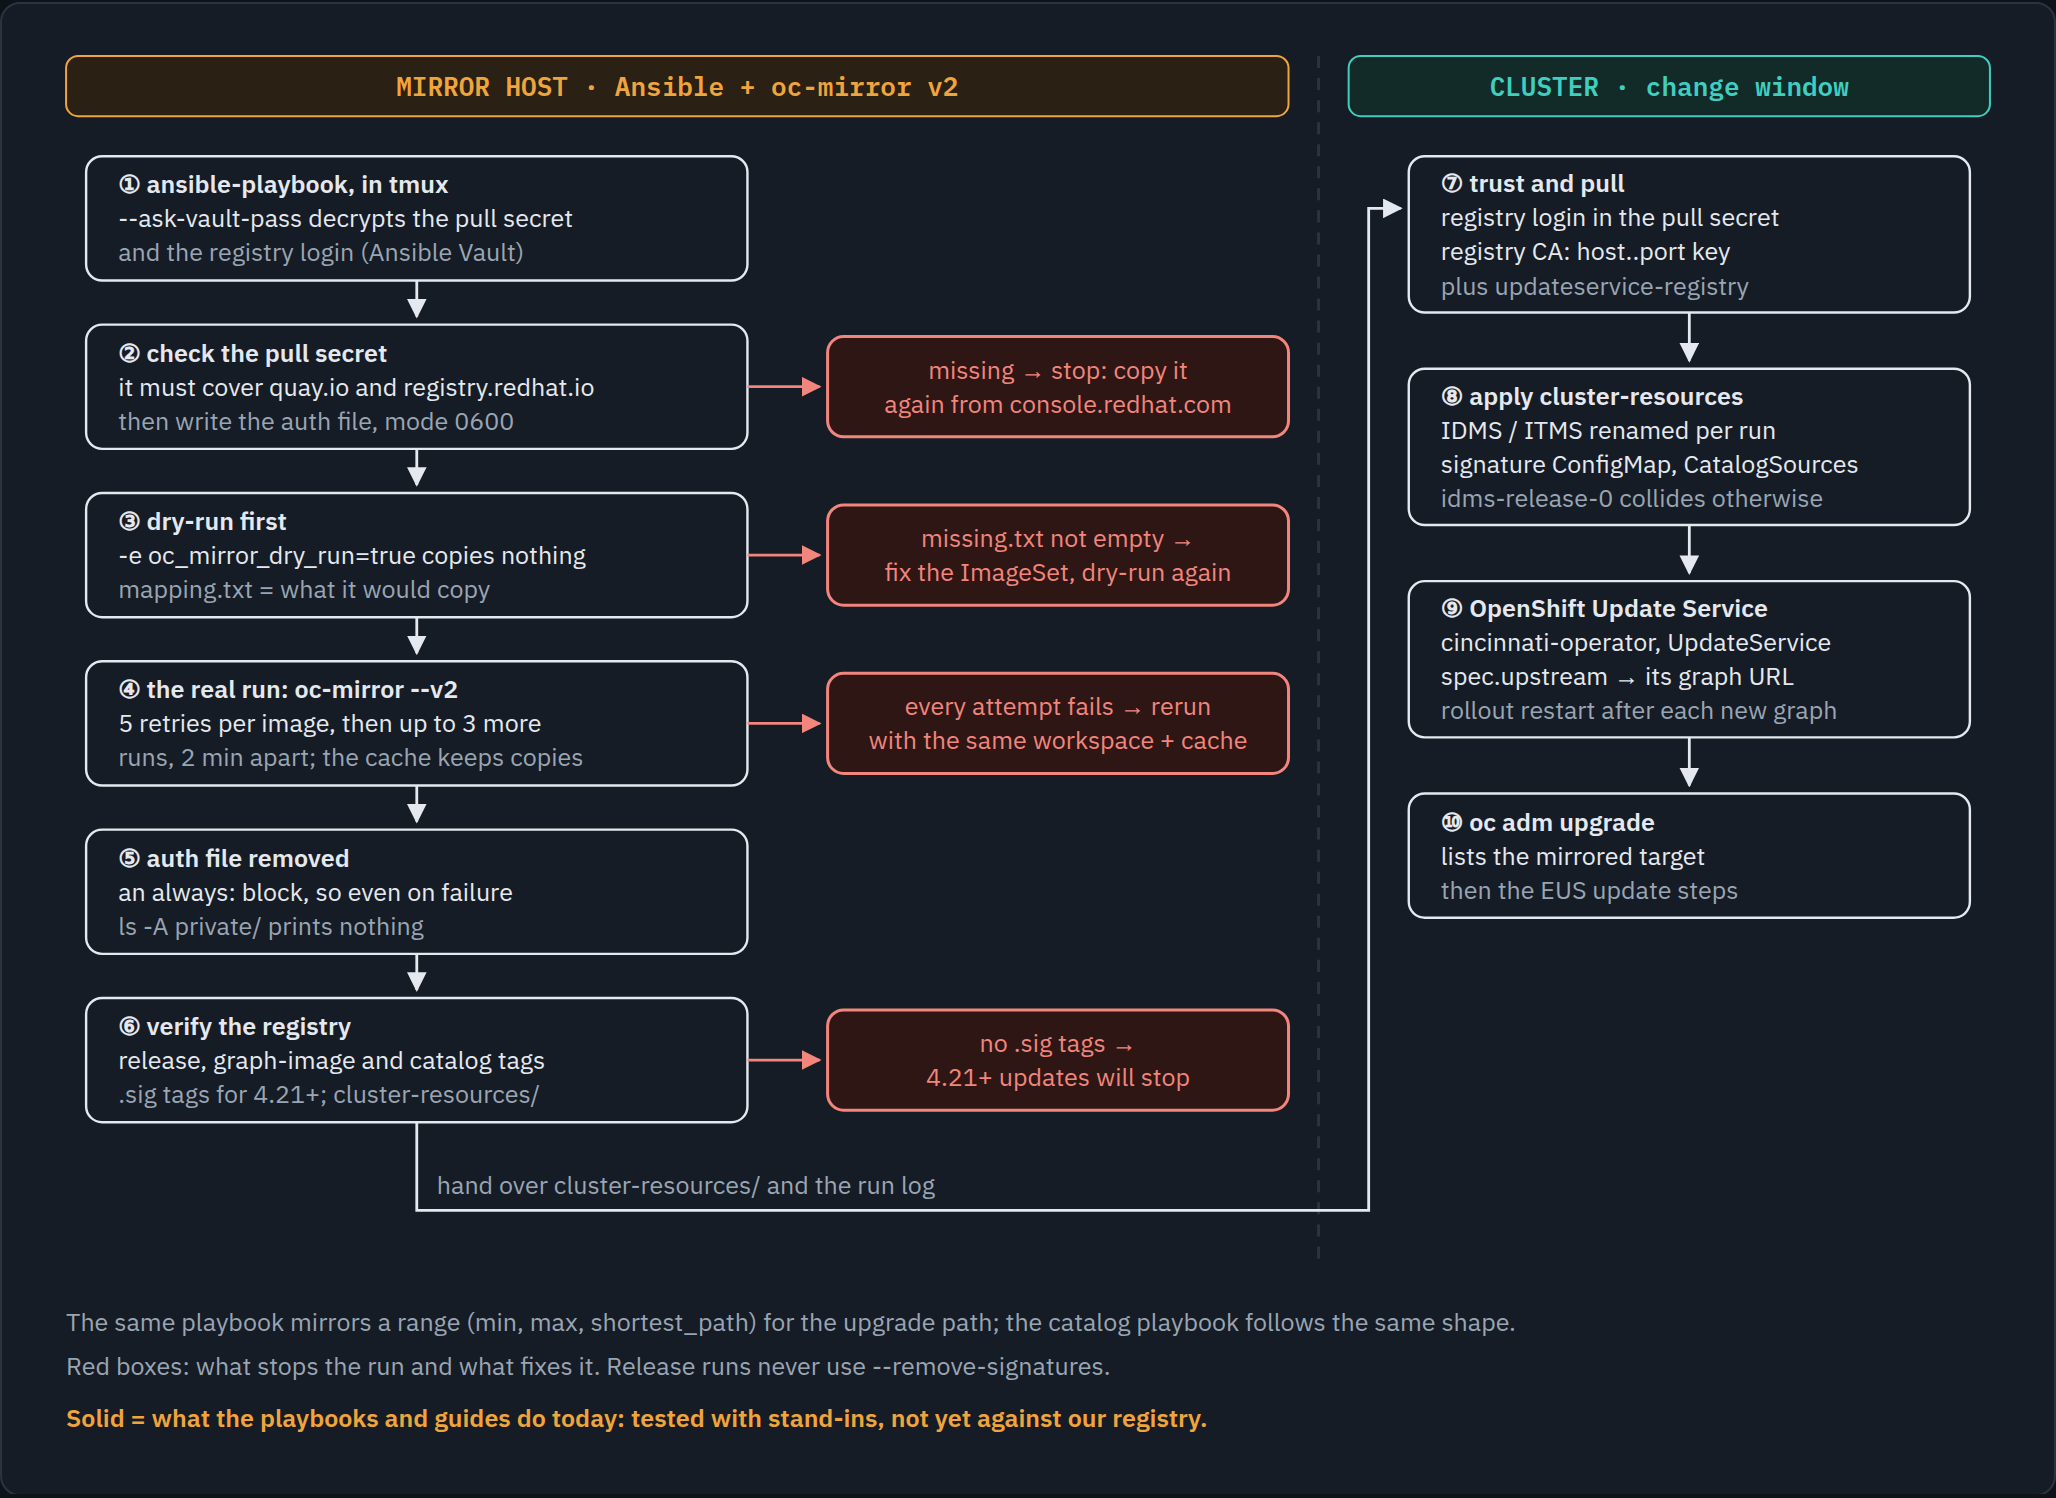 MIRROR HOST · Ansible + oc-mirror v2
① ansible-playbook, in tmux
--ask-vault-pass decrypts the pull secret
and the registry login (Ansible Vault)
② check the pull secret
it must cover quay.io and registry.redhat.io
then write the auth file, mode 0600
missing → stop: copy it
again from console.redhat.com
③ dry-run first
-e oc_mirror_dry_run=true copies nothing
mapping.txt = what it would copy
missing.txt not empty →
fix the ImageSet, dry-run again
④ the real run: oc-mirror --v2
5 retries per image, then up to 3 more
runs, 2 min apart; the cache keeps copies
every attempt fails → rerun
with the same workspace + cache
⑤ auth file removed
an always: block, so even on failure
ls -A private/ prints nothing
⑥ verify the registry
release, graph-image and catalog tags
.sig tags for 4.21+; cluster-resources/
no .sig tags →
4.21+ updates will stop
hand over cluster-resources/ and the run log
CLUSTER · change window
⑦ trust and pull
registry login in the pull secret
registry CA: host..port key
plus updateservice-registry
⑧ apply cluster-resources
IDMS / ITMS renamed per run
signature ConfigMap, CatalogSources
idms-release-0 collides otherwise
⑨ OpenShift Update Service
cincinnati-operator, UpdateService
spec.upstream → its graph URL
rollout restart after each new graph
⑩ oc adm upgrade
lists the mirrored target
then the EUS update steps
The same playbook mirrors a range (min, max, shortest_path) for the upgrade path; the catalog playbook follows the same shape.
Red boxes: what stops the run and what fixes it. Release runs never use --remove-signatures.
Solid = what the playbooks and guides do today: tested with stand-ins, not yet against our registry.